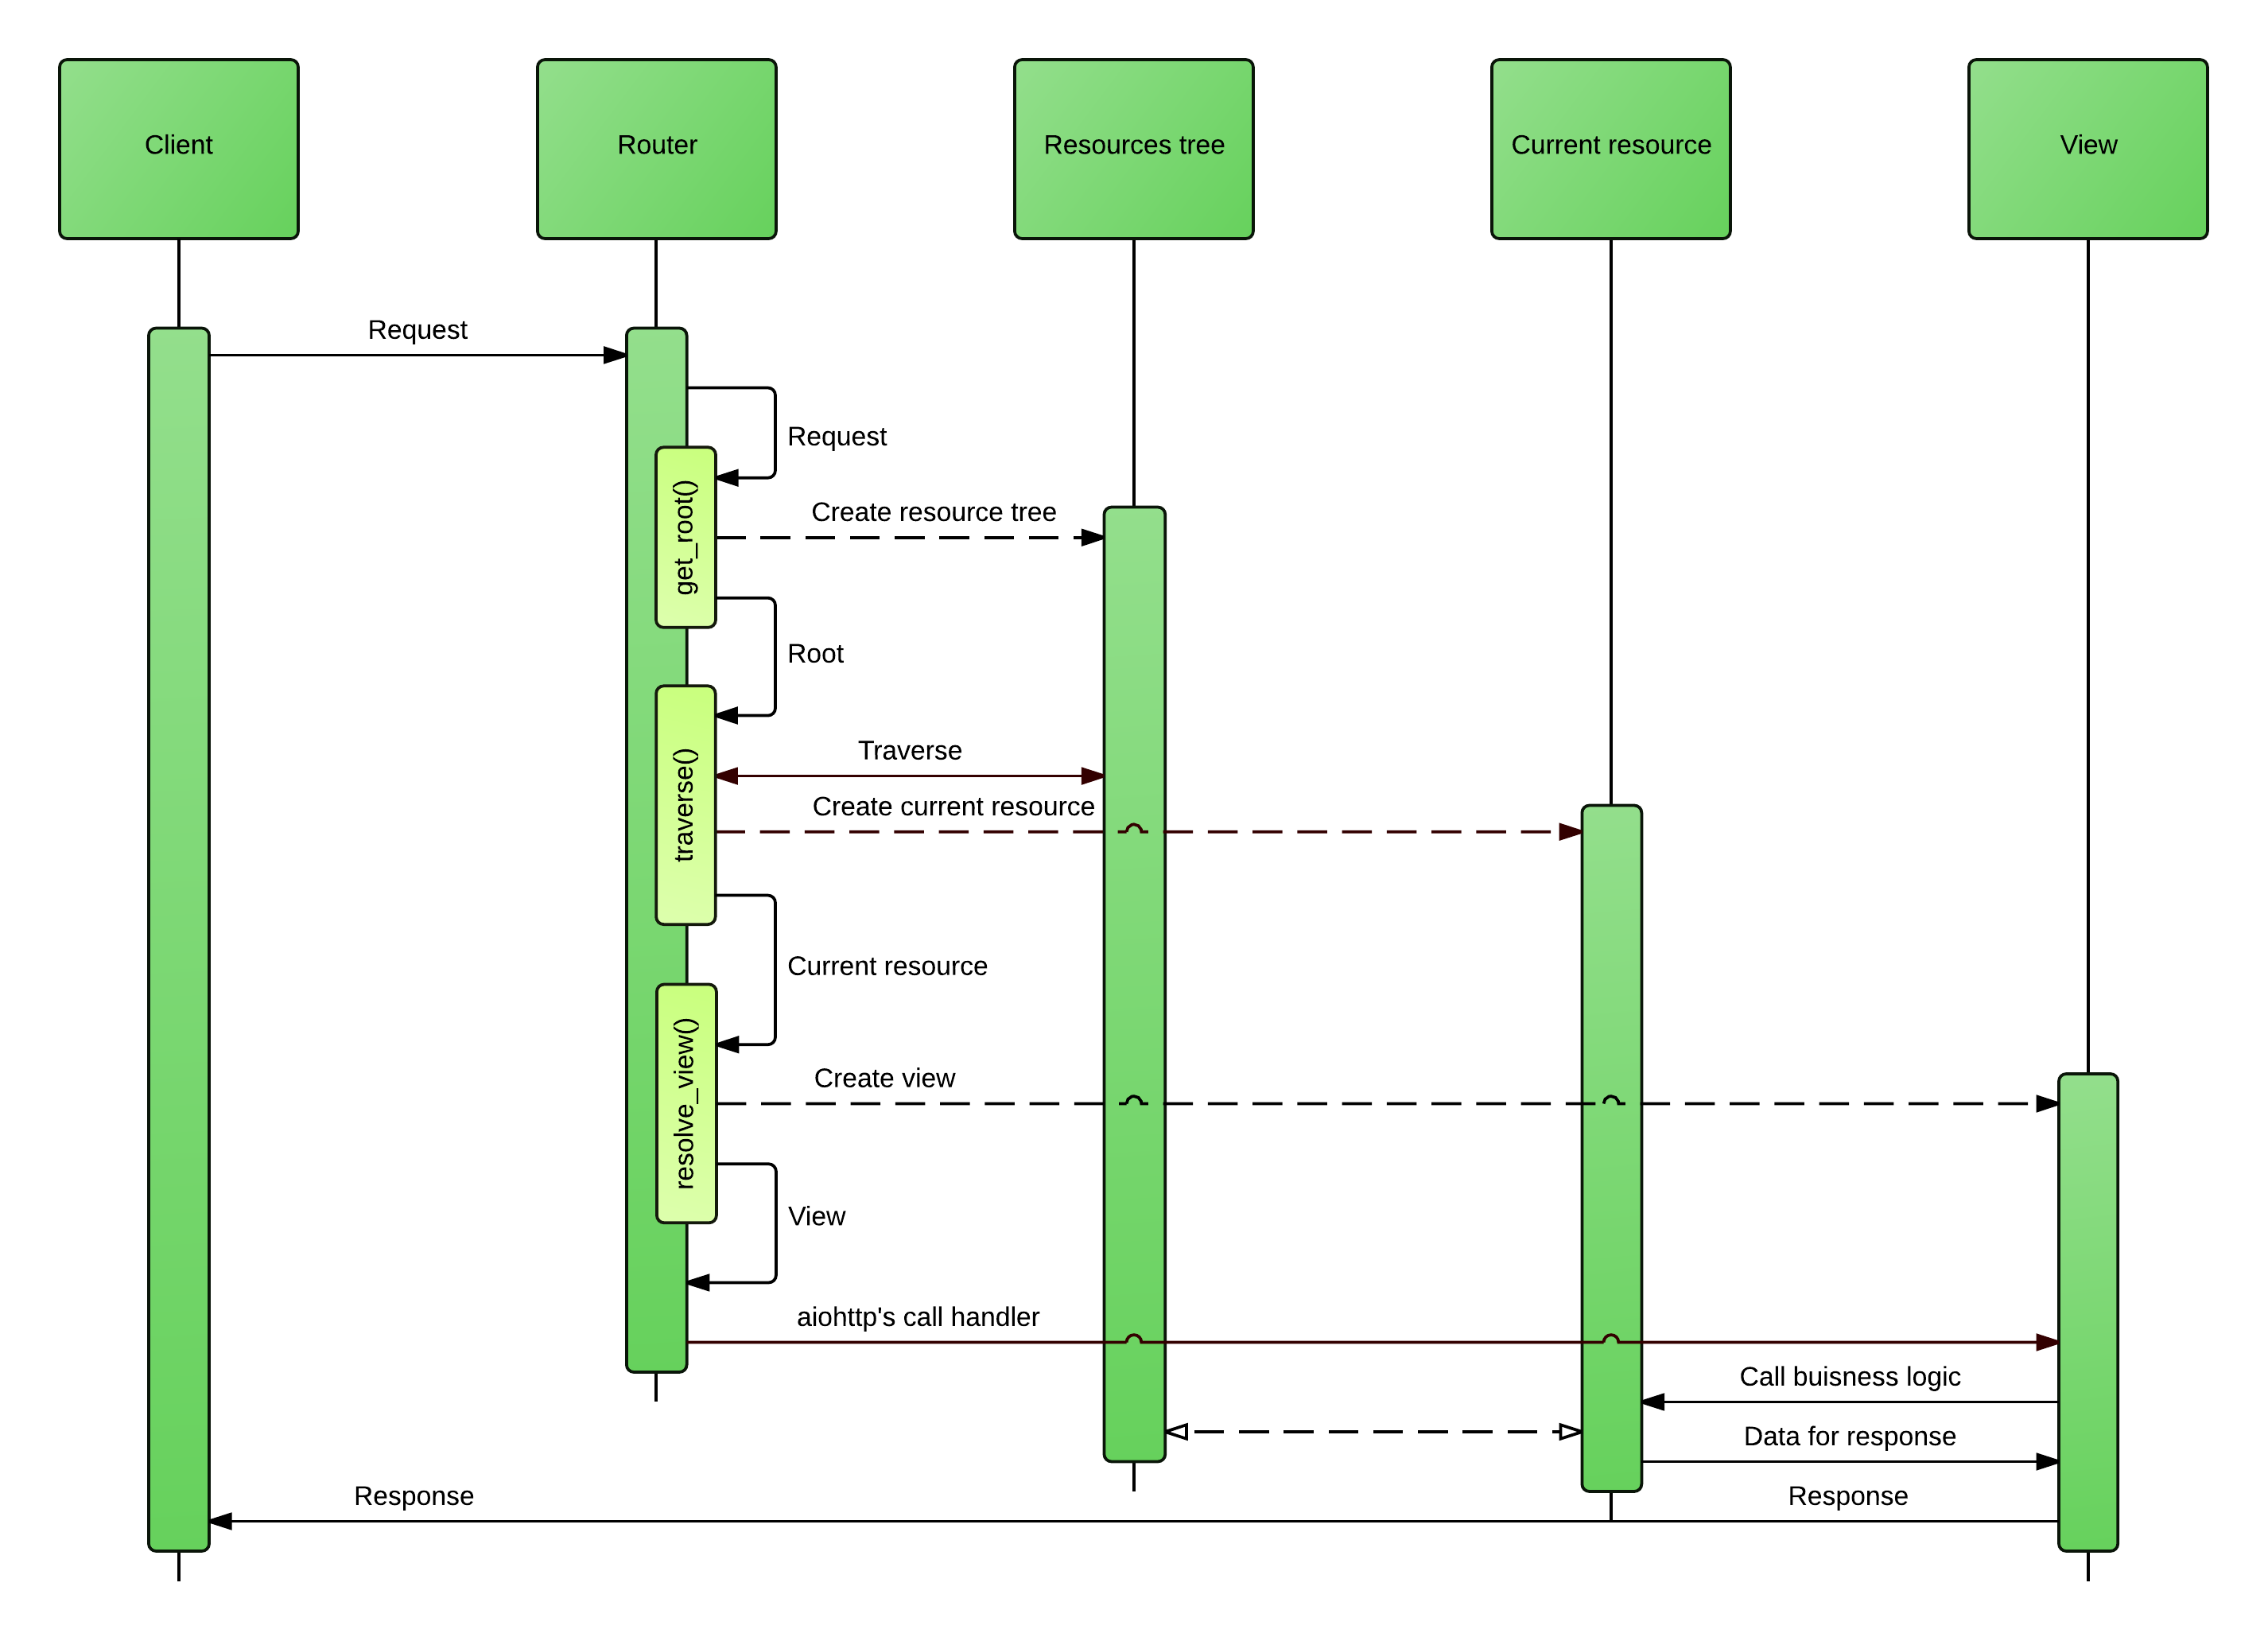 Client
Router
Resources tree
Current resource
View
Request
Request
get_root()
Create resource tree
Root
traverse()
Traverse
Create current resource
Current resource
resolve_view()
Create view
View
aiohttp's call handler
Call buisness logic
Data for response
Response
Response